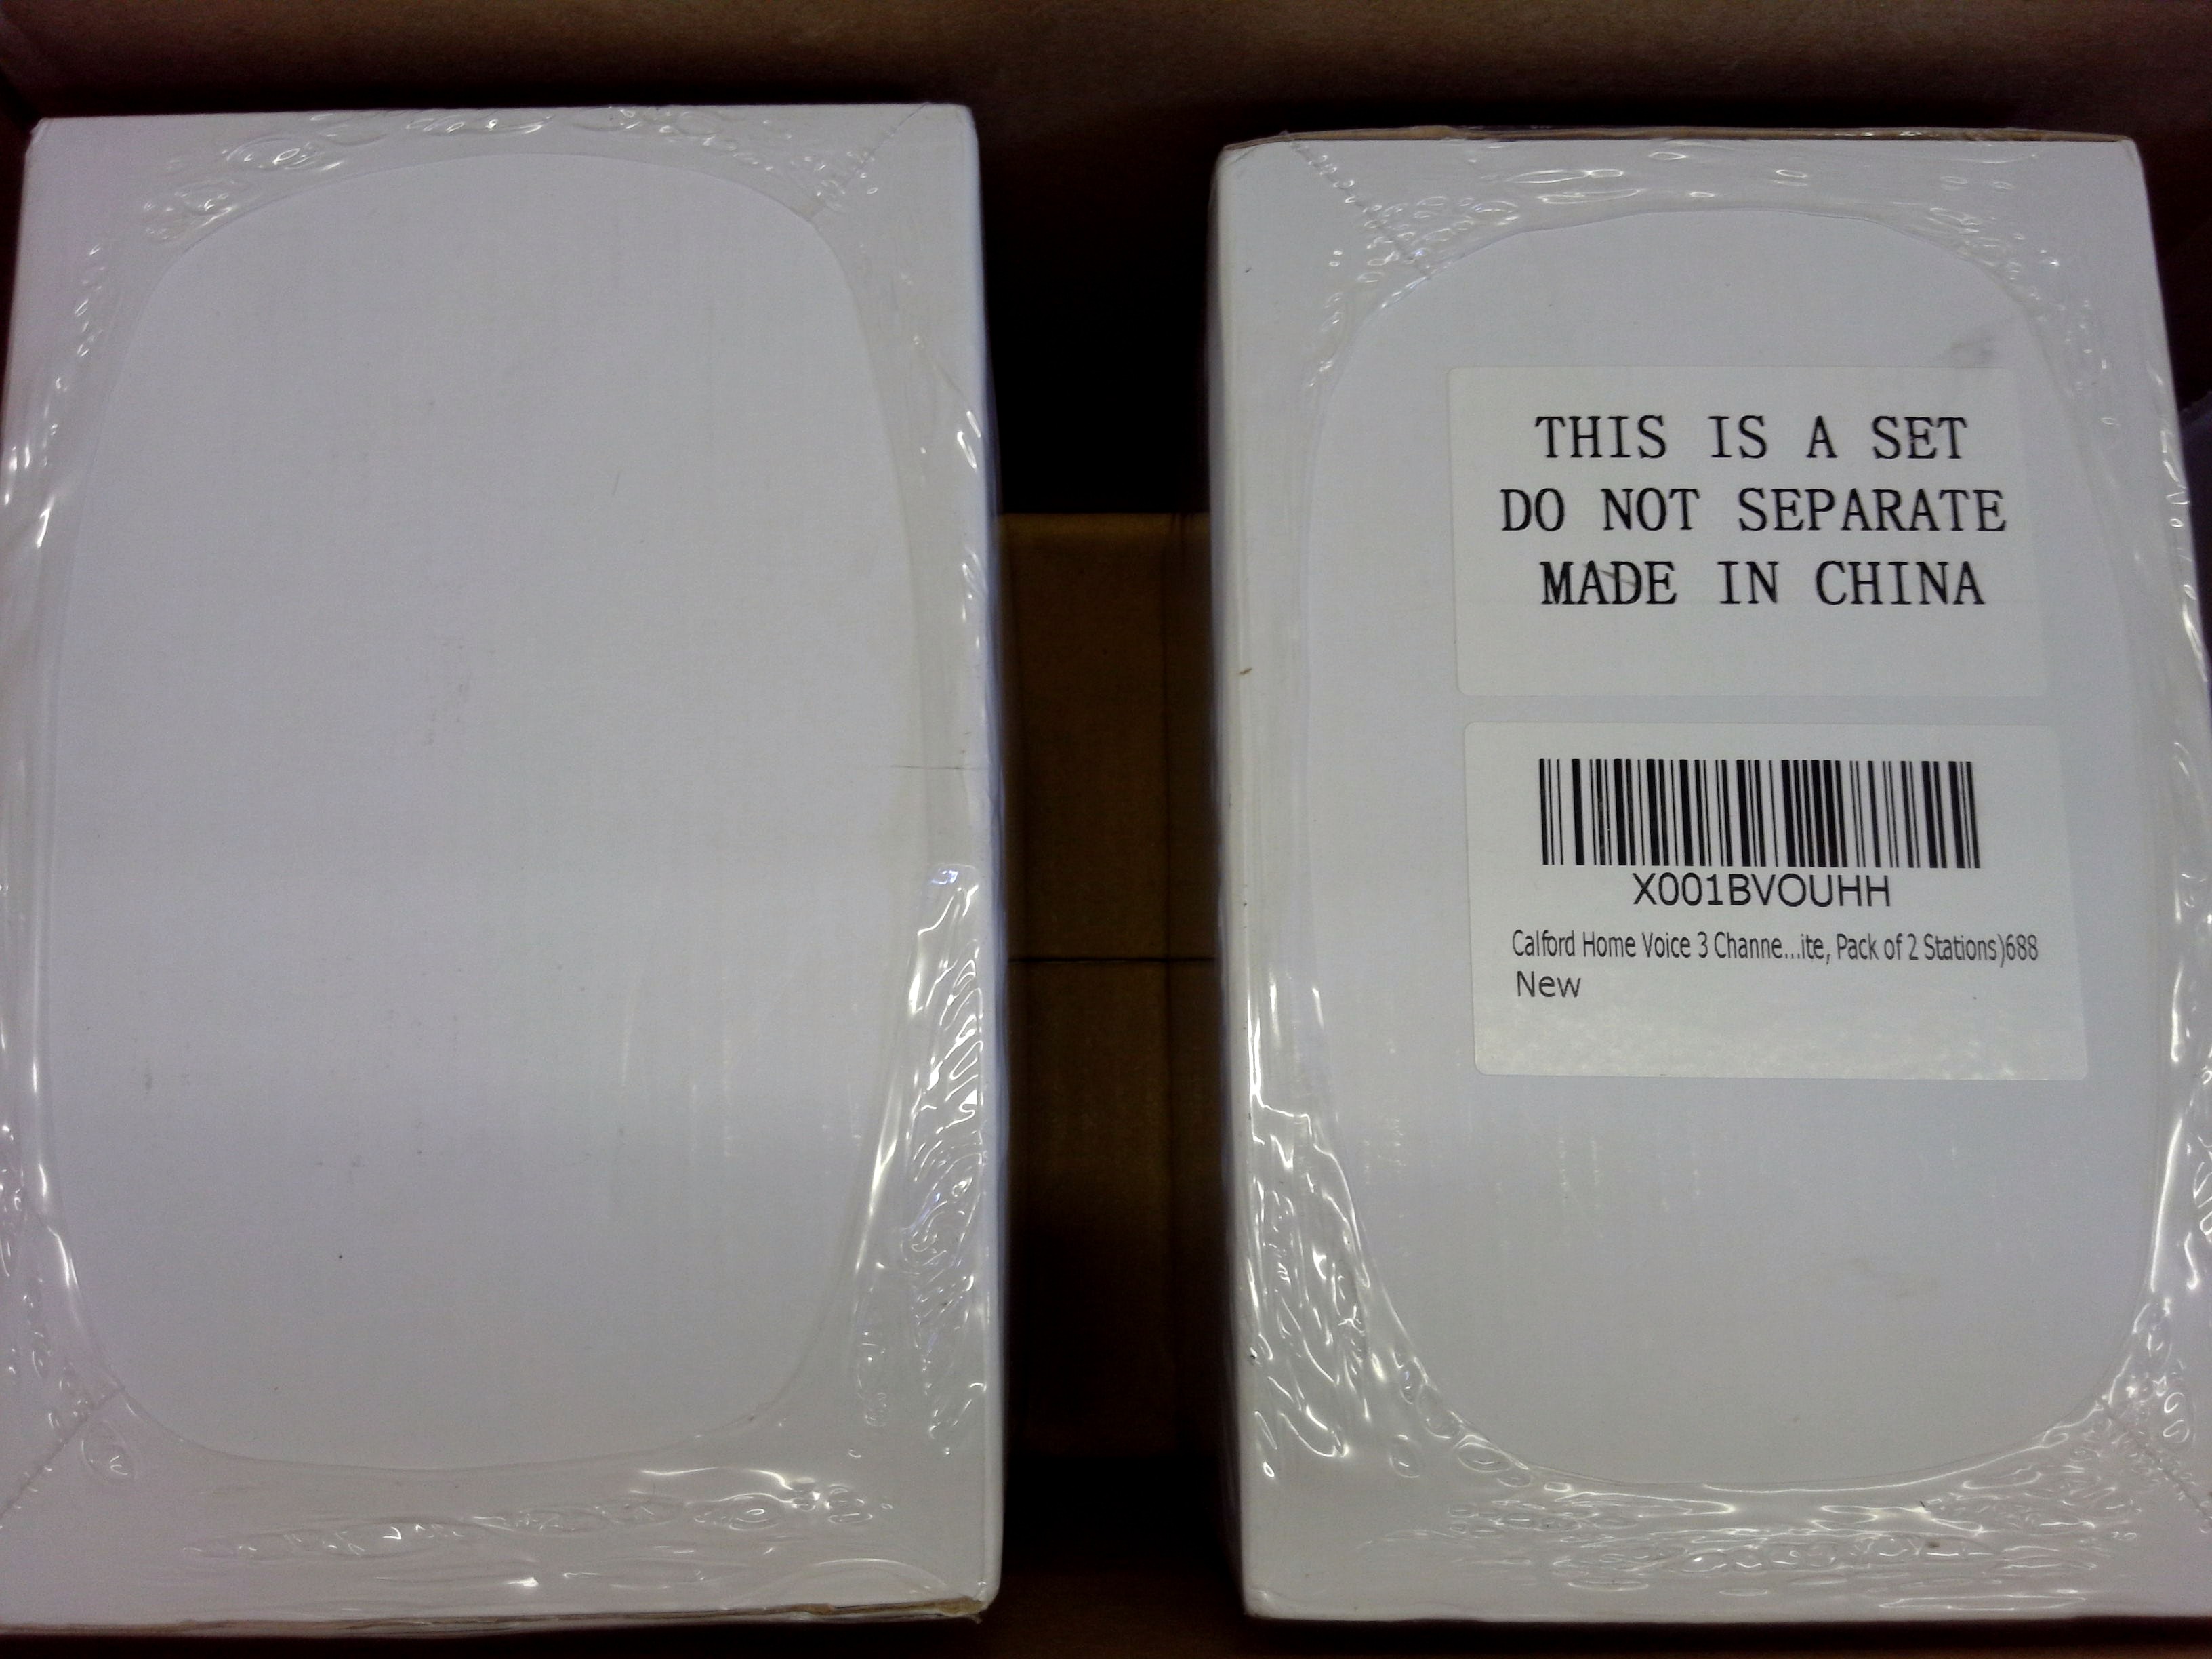 THIS IS A SET
DO NOT SEPARATE
MADE IN CHINA
X001BVOUHH
Calford Home Voice 3 Channe...ite, Pack of 2 Stations)688
New